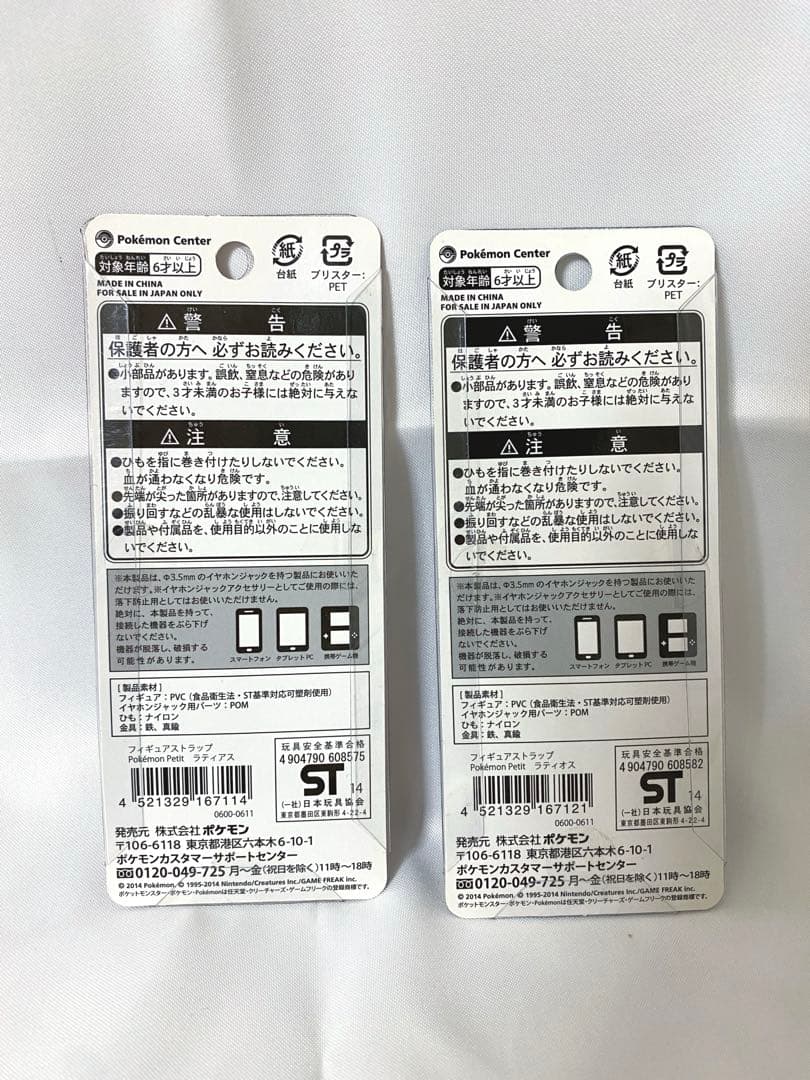 Pokémon Center
対象年齢 6才以上
MADE IN CHINA
FOR SALE IN JAPAN ONLY
紙
台紙
プラ
ブリスター:
PET
⚠警告
保護者の方へ 必ずお読みください。
●小部品があります。誤飲、窒息などの危険があり
ますので、3才未満のお子様には絶対に与えな
いでください。
⚠注意
●ひもを指に巻き付けたりしないでください。
血が通わなくなり危険です。
●先端が尖った箇所がありますので、注意してください。
●振り回すなどの乱暴な使用はしないでください。
●製品や付属品を、使用目的以外のことに使用しな
いでください。
※本製品は、Φ3.5mmのイヤホンジャックを持つ製品にお使いいた
だけます。※イヤホンジャックアクセサリーとしてご使用の際には、
落下防止用としてはお使いいただけません。
絶対に、本製品を持って、
接続した機器をぶら下げ
ないでください。
機器が脱落し、破損する
可能性があります。
スマートフォン タブレットPC 携帯ゲーム機
[製品素材]
フィギュア:PVC(食品衛生法・ST基準対応可塑剤使用)
イヤホンジャック用パーツ:POM
ひも:ナイロン
金具:鉄、真鍮
フィギュアストラップ
Pokémon Petit ラティアス
4 521329 167114
0600-0611
玩具安全基準合格
4 904790 608575
ST 14
(一社)日本玩具協会
東京都墨田区東駒形4-22-4
発売元 株式会社ポケモン
〒106-6118 東京都港区六本木6-10-1
ポケモンカスタマーサポートセンター
0120-049-725 月～金(祝日を除く)11時～18時
© 2014 Pokémon. © 1995-2014 Nintendo/Creatures Inc./GAME FREAK inc.
ポケットモンスター・ポケモン・Pokémonは任天堂・クリーチャーズ・ゲームフリークの登録商標です。
Pokémon Center
対象年齢 6才以上
MADE IN CHINA
FOR SALE IN JAPAN ONLY
紙
台紙
プラ
ブリスター:
PET
⚠警告
保護者の方へ 必ずお読みください。
●小部品があります。誤飲、窒息などの危険があり
ますので、3才未満のお子様には絶対に与えな
いでください。
⚠注意
●ひもを指に巻き付けたりしないでください。
血が通わなくなり危険です。
●先端が尖った箇所がありますので、注意してください。
●振り回すなどの乱暴な使用はしないでください。
●製品や付属品を、使用目的以外のことに使用しな
いでください。
※本製品は、Φ3.5mmのイヤホンジャックを持つ製品にお使いいた
だけます。※イヤホンジャックアクセサリーとしてご使用の際には、
落下防止用としてはお使いいただけません。
絶対に、本製品を持って、
接続した機器をぶら下げ
ないでください。
機器が脱落し、破損する
可能性があります。
スマートフォン タブレットPC 携帯ゲーム機
[製品素材]
フィギュア:PVC(食品衛生法・ST基準対応可塑剤使用)
イヤホンジャック用パーツ:POM
ひも:ナイロン
金具:鉄、真鍮
フィギュアストラップ
Pokémon Petit ラティオス
4 521329 167121
0600-0611
玩具安全基準合格
4 904790 608582
ST 14
(一社)日本玩具協会
東京都墨田区東駒形4-22-4
発売元 株式会社ポケモン
〒106-6118 東京都港区六本木6-10-1
ポケモンカスタマーサポートセンター
0120-049-725 月～金(祝日を除く)11時～18時
© 2014 Pokémon. © 1995-2014 Nintendo/Creatures Inc./GAME FREAK inc.
ポケットモンスター・ポケモン・Pokémonは任天堂・クリーチャーズ・ゲームフリークの登録商標です。